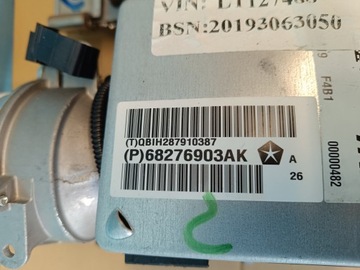 BSN:20193063050
(T)QBIH287910387
(P)68276903AK
A
26
F4B1
00000482